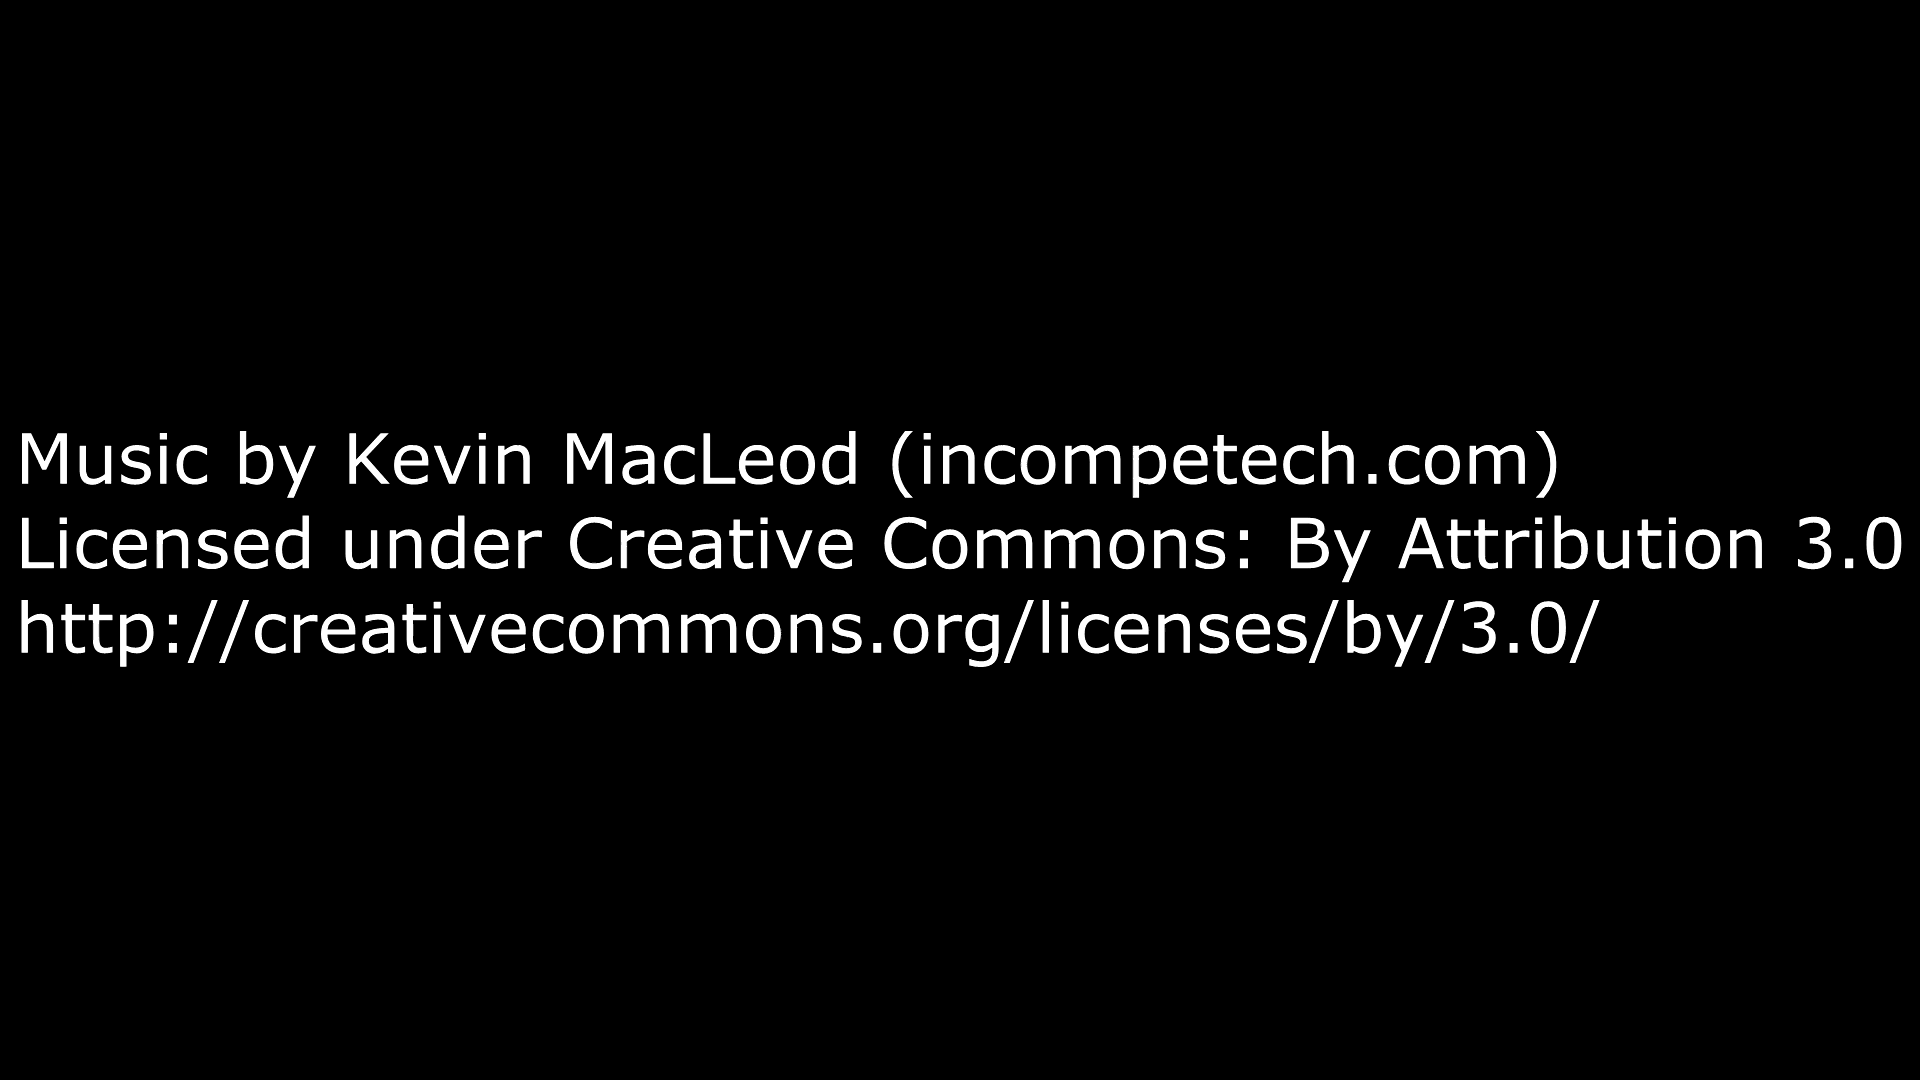 Music by Kevin MacLeod (incompetech.com)
Licensed under Creative Commons: By Attribution 3.0
http://creativecommons.org/licenses/by/3.0/